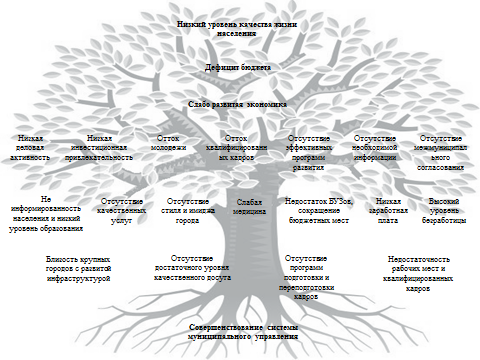 Низкий уровень качества жизни
населения
Дефицит бюджета
Слабо развитая экономика
Низкая
деловая
активность
Низкая
инвестиционная
привлекательность
Отток
молодежи
Отток
квалифицированн
ых кадров
Отсутствие
эффективных
программ
развития
Отсутствие
необходимой
информации
Отсутствие
межмуниципал
ьного
согласования
Не
информированность
населения и низкий
уровень образования
Отсутствие
качественных
услуг
Отсутствие
стиля и имиджа
города
Слабая
медицина
Недостаток ВУЗов,
сокращение
бюджетных мест
Низкая
заработная
плата
Высокий
уровень
безработицы
Близость крупных
городов с развитой
инфраструктурой
Отсутствие
достаточного уровня
качественного досуга
Отсутствие
программ
подготовки и
переподготовки
кадров
Недостаточность
рабочих мест и
квалифицированных
кадров
Совершенствование системы
муниципального управления